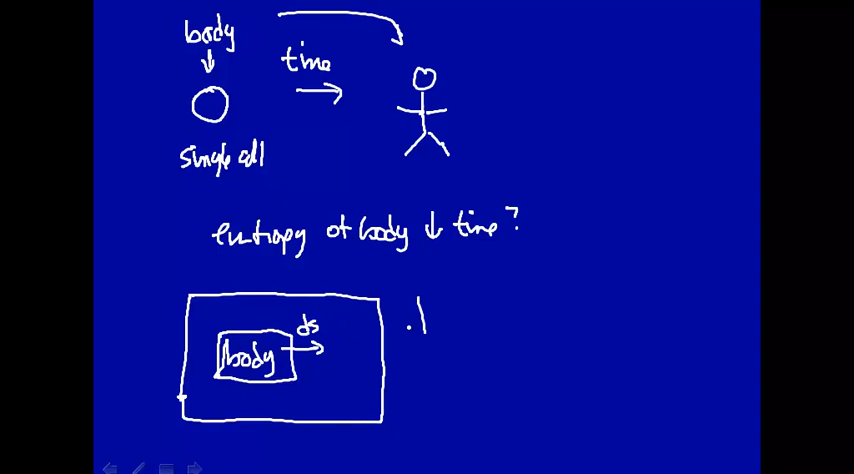 body
↓
time
→
single cell
entropy of body ↓ time?
ds
body →